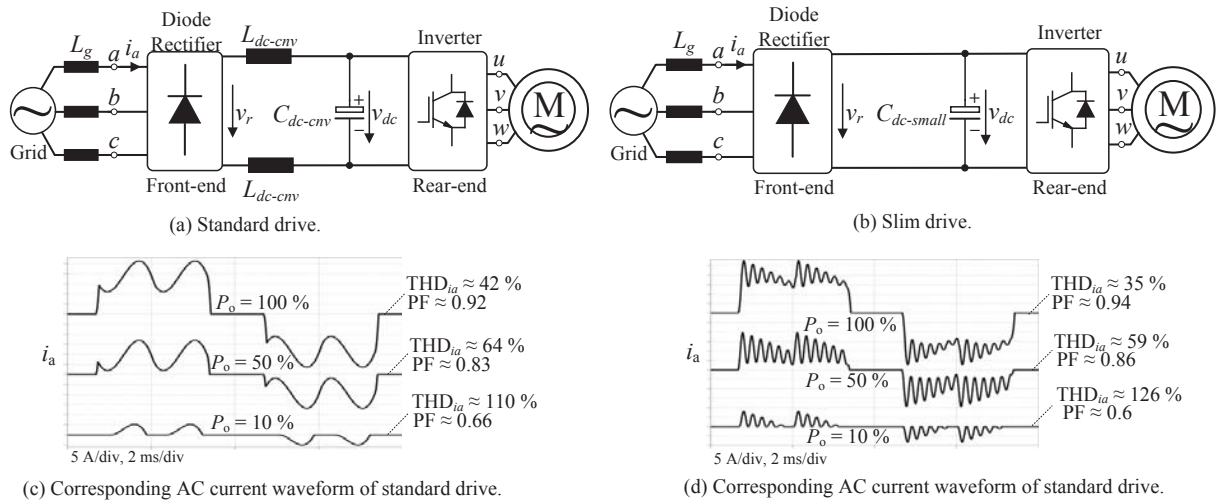 Diode
Rectifier
L_g
a
i_a
b
c
Grid
Front-end
L_dc-cnv
v_r
C_dc-cnv
+
−
v_dc
L_dc-cnv
Inverter
u
v
w
M
Rear-end
(a) Standard drive.
Diode
Rectifier
L_g
a
i_a
b
c
Grid
Front-end
v_r
C_dc-small
+
−
v_dc
Inverter
u
v
w
M
Rear-end
(b) Slim drive.
i_a
P_o = 100 %
THD_ia ≈ 42 %
PF ≈ 0.92
P_o = 50 %
THD_ia ≈ 64 %
PF ≈ 0.83
P_o = 10 %
THD_ia ≈ 110 %
PF ≈ 0.66
5 A/div, 2 ms/div
(c) Corresponding AC current waveform of standard drive.
i_a
P_o = 100 %
THD_ia ≈ 35 %
PF ≈ 0.94
P_o = 50 %
THD_ia ≈ 59 %
PF ≈ 0.86
P_o = 10 %
THD_ia ≈ 126 %
PF ≈ 0.6
5 A/div, 2 ms/div
(d) Corresponding AC current waveform of standard drive.